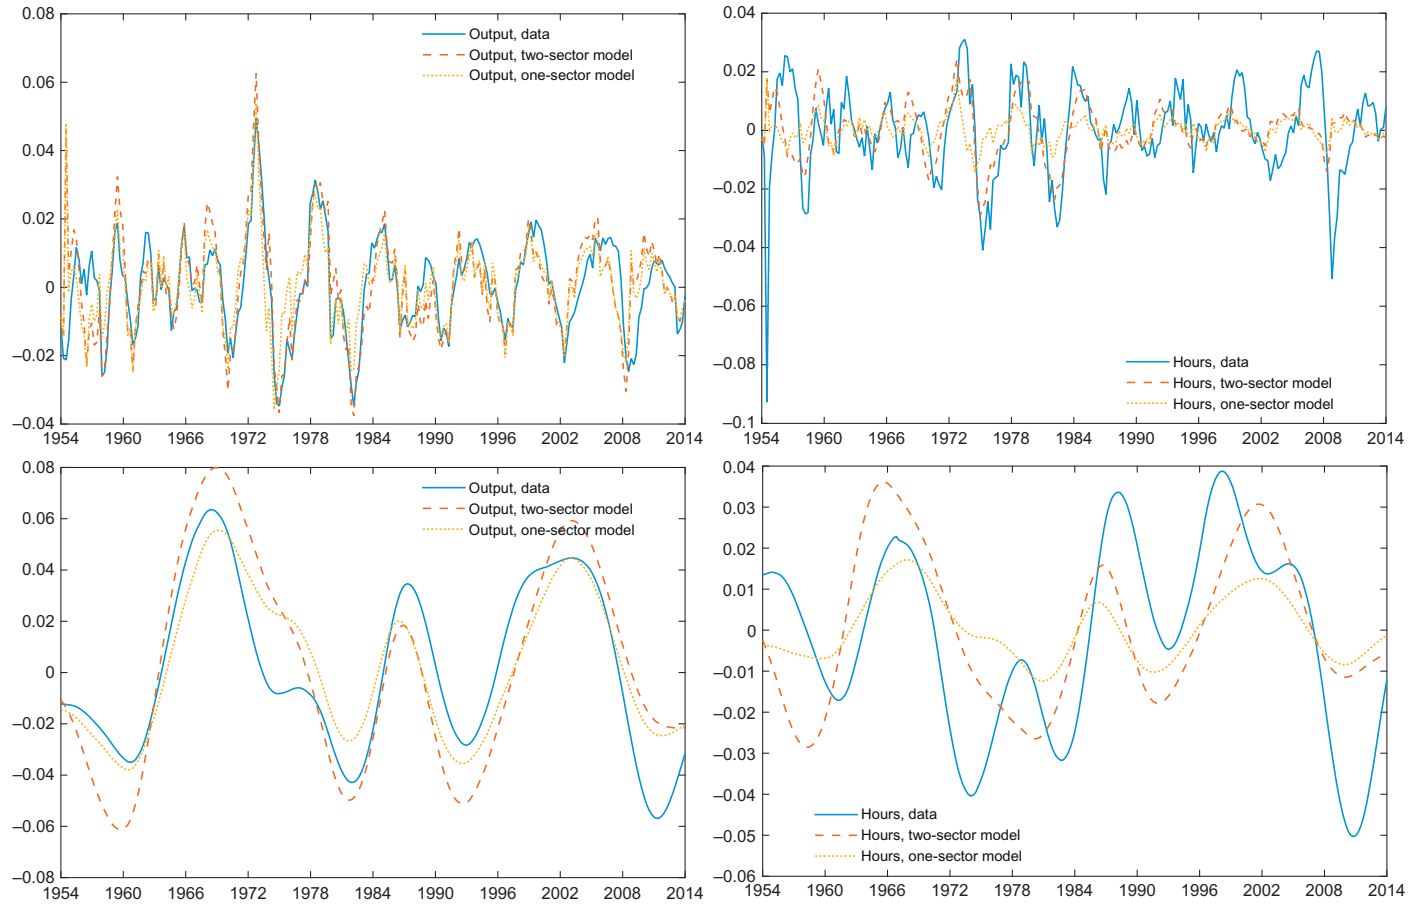 0.08
0.06
0.04
0.02
0
–0.02
–0.04
1954 1960 1966 1972 1978 1984 1990 1996 2002 2008 2014
Output, data
Output, two-sector model
Output, one-sector model
0.04
0.02
0
–0.02
–0.04
–0.06
–0.08
–0.1
1954 1960 1966 1972 1978 1984 1990 1996 2002 2008 2014
Hours, data
Hours, two-sector model
Hours, one-sector model
0.08
0.06
0.04
0.02
0
–0.02
–0.04
–0.06
–0.08
1954 1960 1966 1972 1978 1984 1990 1996 2002 2008 2014
Output, data
Output, two-sector model
Output, one-sector model
0.04
0.03
0.02
0.01
0
–0.01
–0.02
–0.03
–0.04
–0.05
–0.06
1954 1960 1966 1972 1978 1984 1990 1996 2002 2008 2014
Hours, data
Hours, two-sector model
Hours, one-sector model